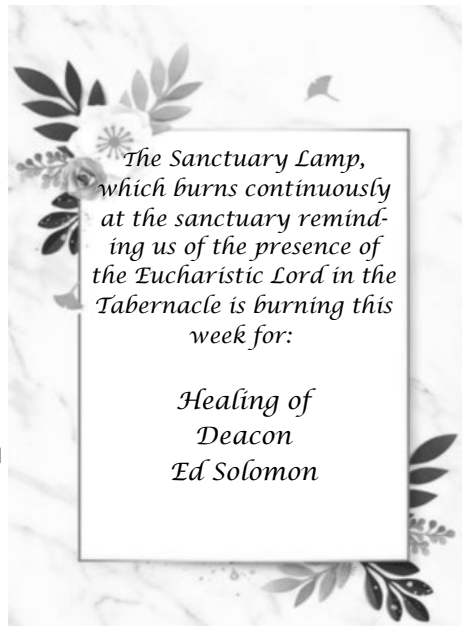 The Sanctuary Lamp,
which burns continuously
at the sanctuary remind-
ing us of the presence of
the Eucharistic Lord in the
Tabernacle is burning this
week for:
Healing of
Deacon
Ed Solomon